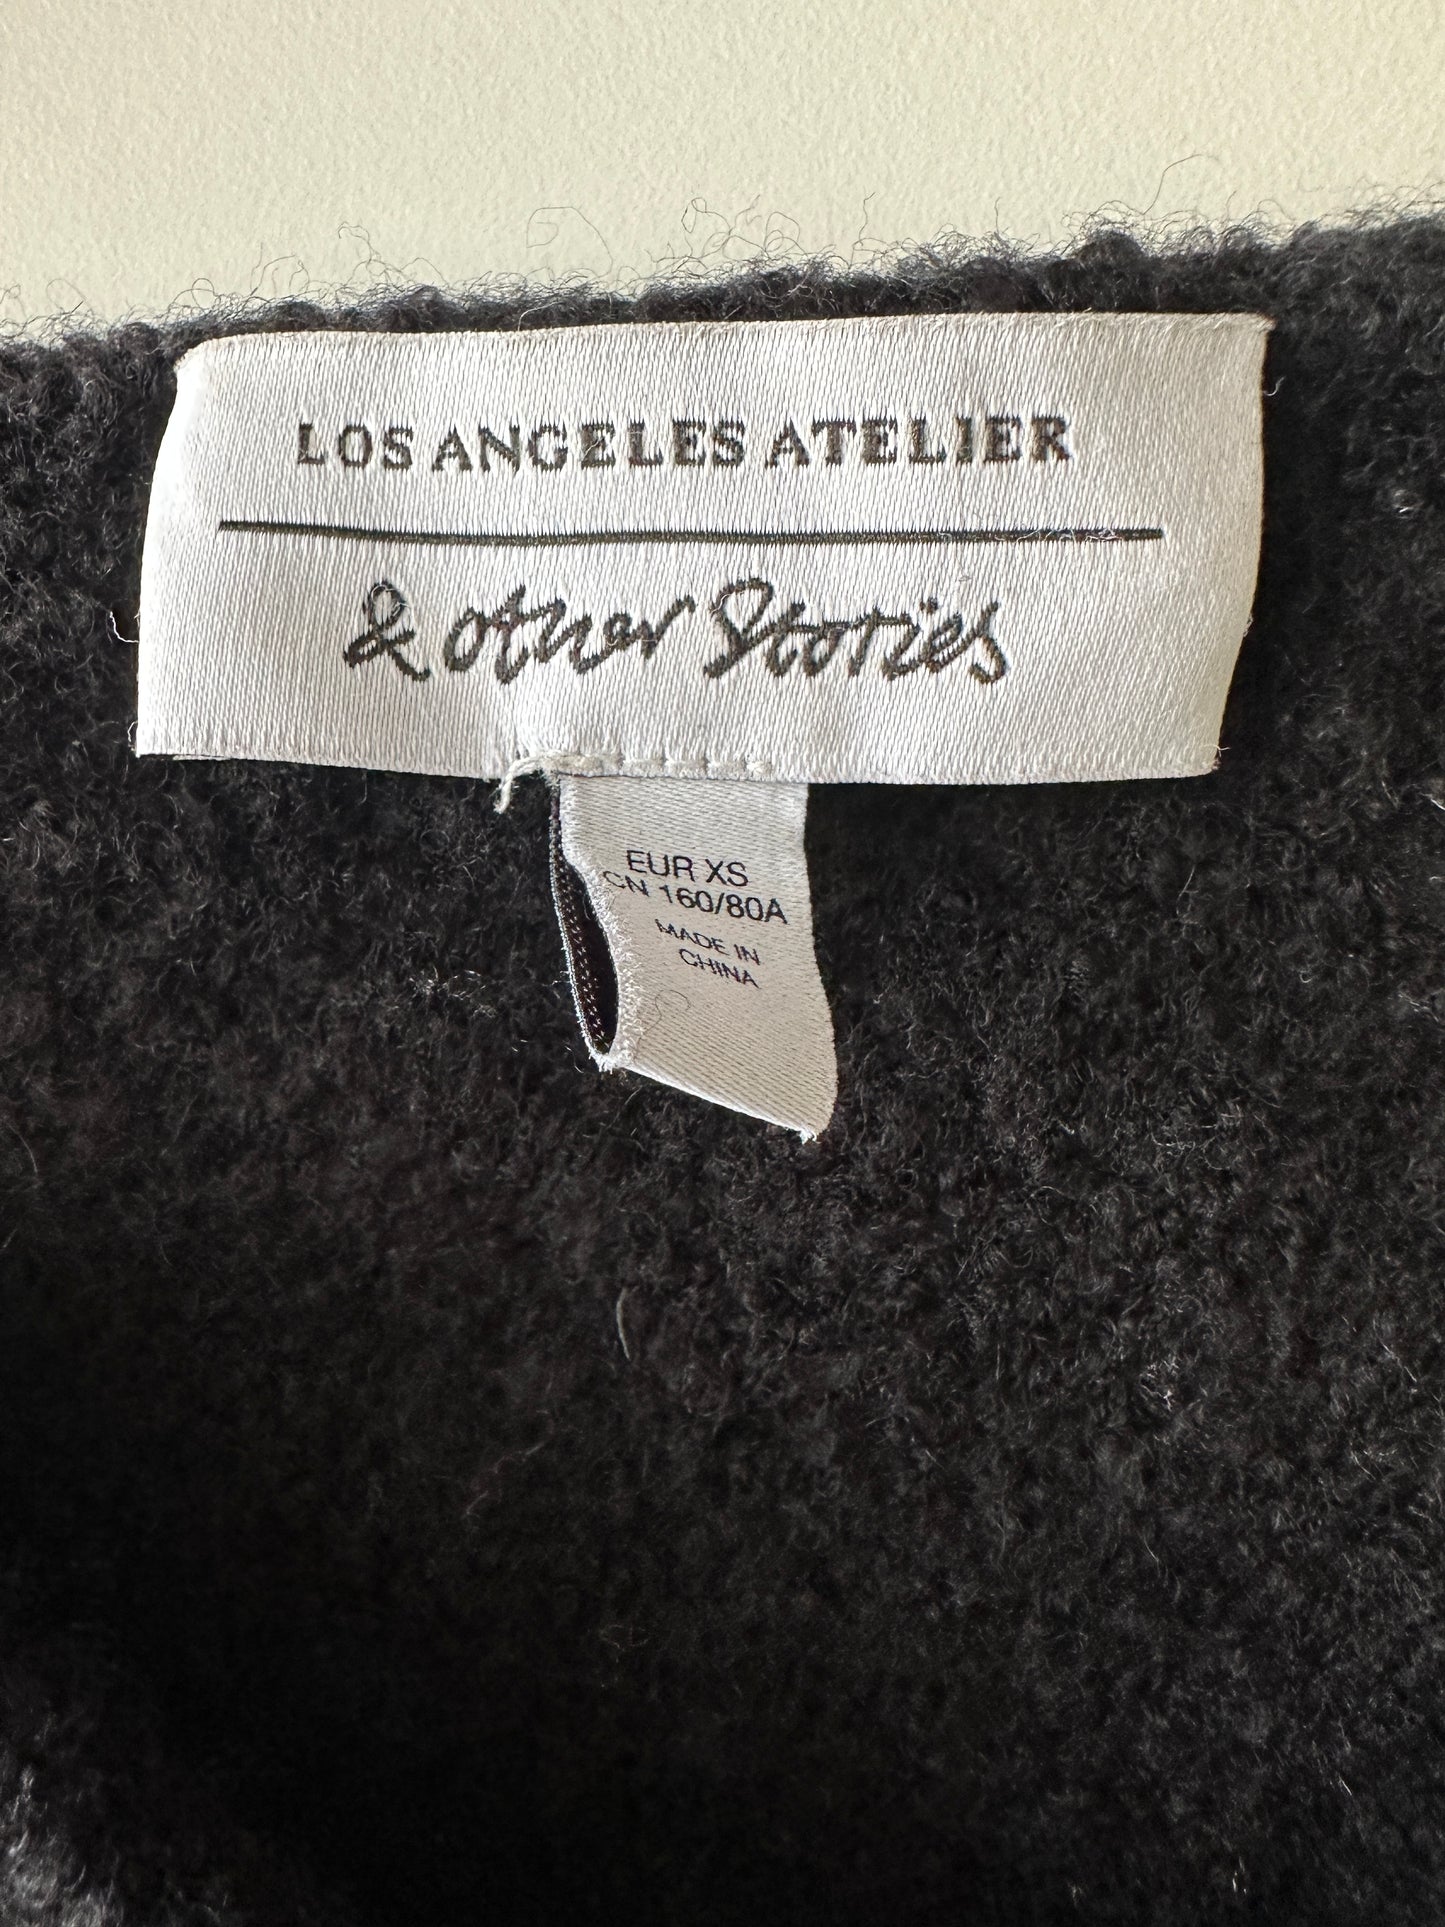 LOS ANGELES ATELIER
& other Stories
EUR XS
CN 160/80A
MADE IN
CHINA